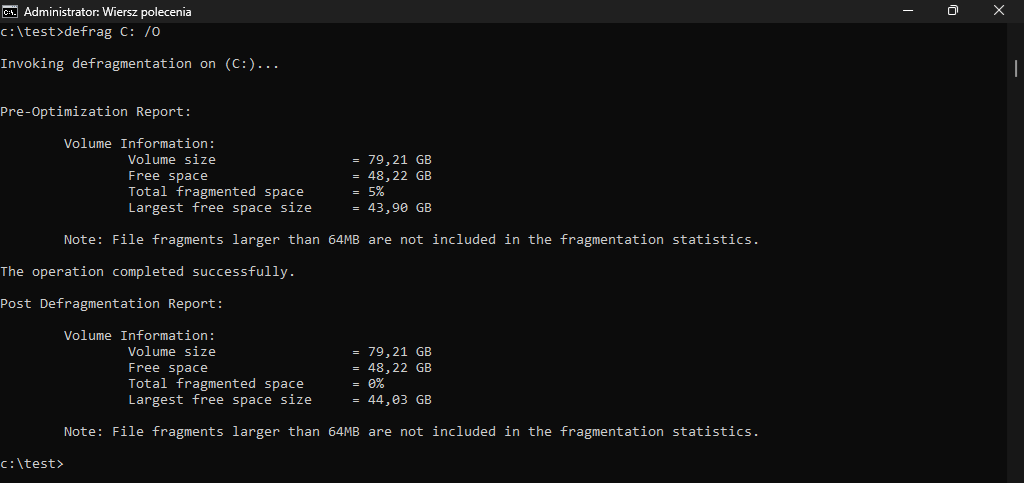 Administrator: Wiersz polecenia
c:\test>defrag C: /O
Invoking defragmentation on (C:)...
Pre-Optimization Report:
Volume Information:
Volume size = 79,21 GB
Free space = 48,22 GB
Total fragmented space = 5%
Largest free space size = 43,90 GB
Note: File fragments larger than 64MB are not included in the fragmentation statistics.
The operation completed successfully.
Post Defragmentation Report:
Volume Information:
Volume size = 79,21 GB
Free space = 48,22 GB
Total fragmented space = 0%
Largest free space size = 44,03 GB
Note: File fragments larger than 64MB are not included in the fragmentation statistics.
c:\test>